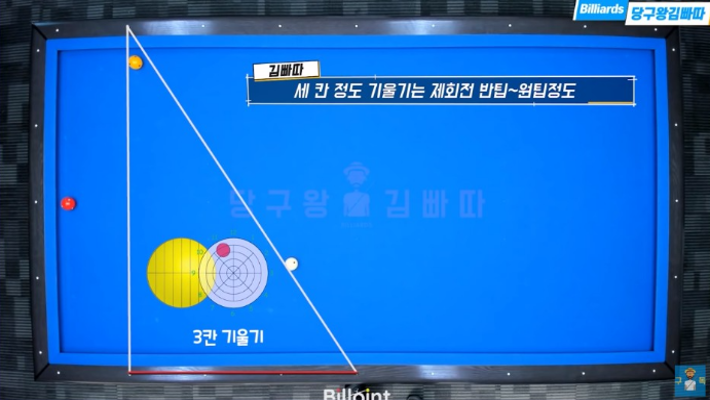 Billiards
당구왕김빠따
김빠따
세 칸 정도 기울기는 제회전 반팁~원팁정도
당구왕 김빠따
3칸 기울기
Billoint